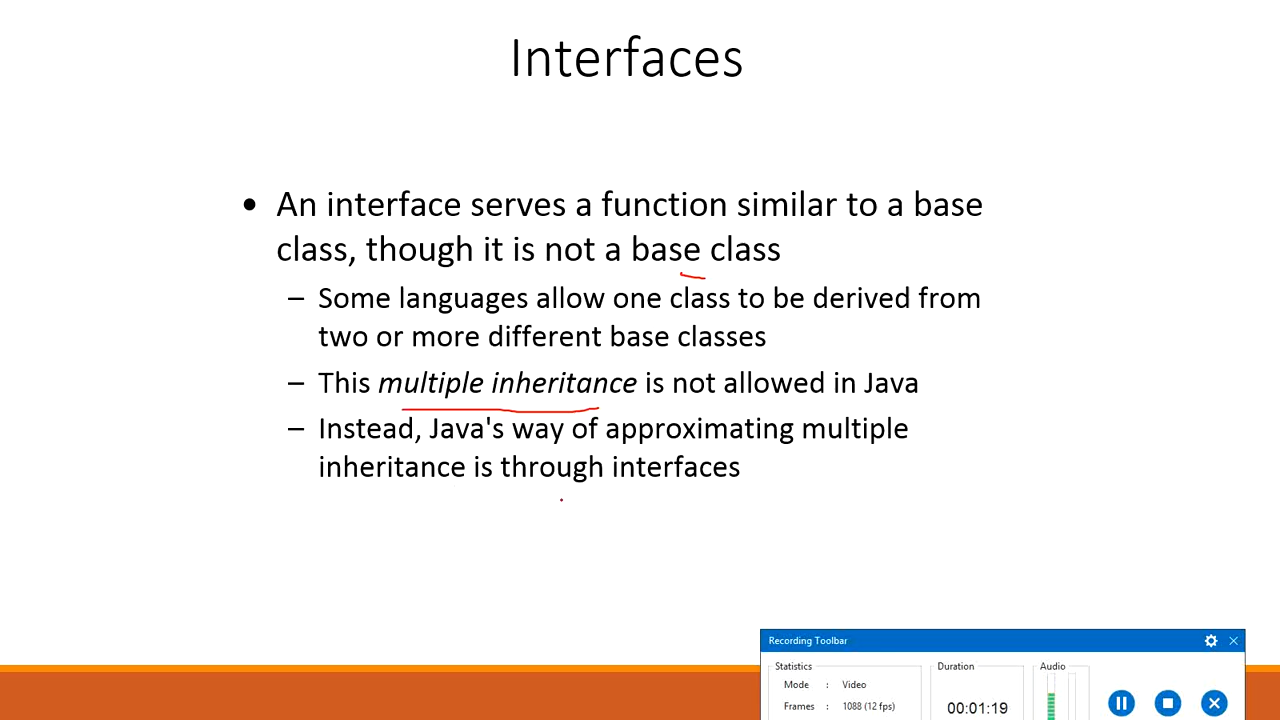 Interfaces
• An interface serves a function similar to a base
class, though it is not a base class
– Some languages allow one class to be derived from
two or more different base classes
– This multiple inheritance is not allowed in Java
– Instead, Java's way of approximating multiple
inheritance is through interfaces
Recording Toolbar
Statistics
Mode : Video
Frames : 1088 (12 fps)
Duration
00:01:19
Audio